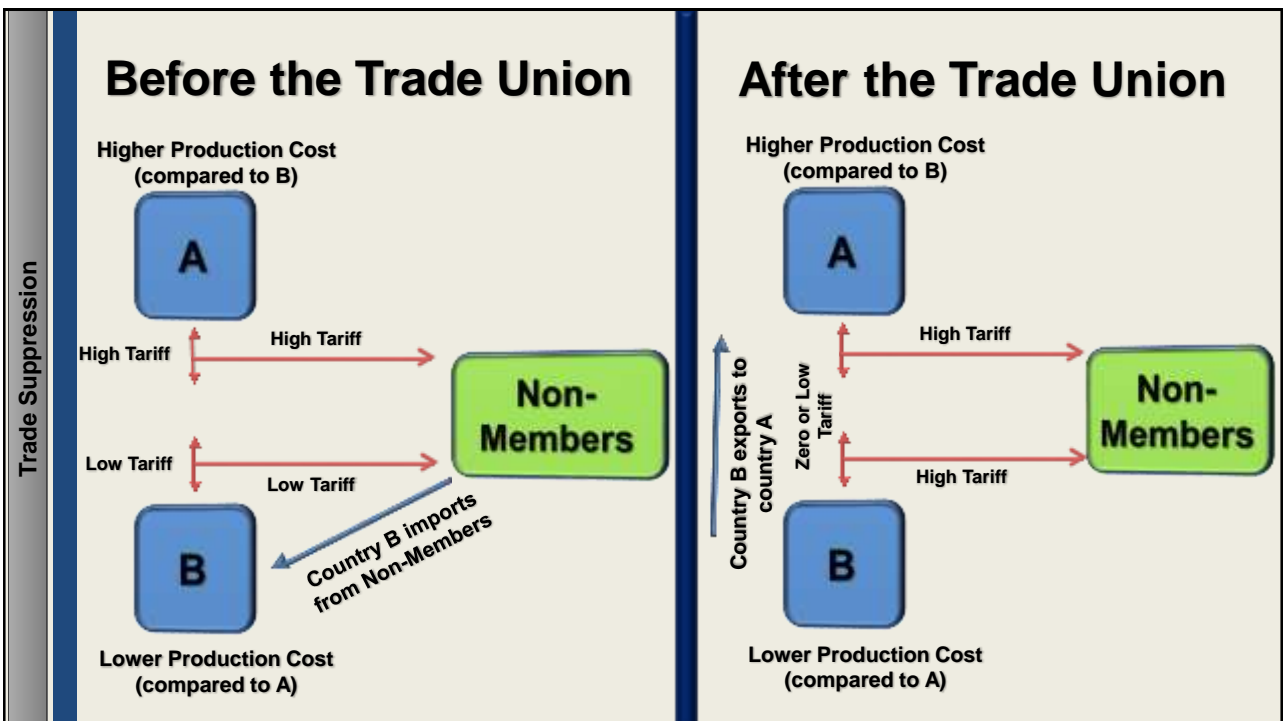 Trade Suppression
Before the Trade Union
Higher Production Cost
(compared to B)
A
High Tariff
High Tariff
Non-
Members
Low Tariff
Low Tariff
Country B imports
from Non-Members
B
Lower Production Cost
(compared to A)
After the Trade Union
Higher Production Cost
(compared to B)
A
High Tariff
Country B exports to
country A
Zero or Low
Tariff
Non-
Members
High Tariff
B
Lower Production Cost
(compared to A)